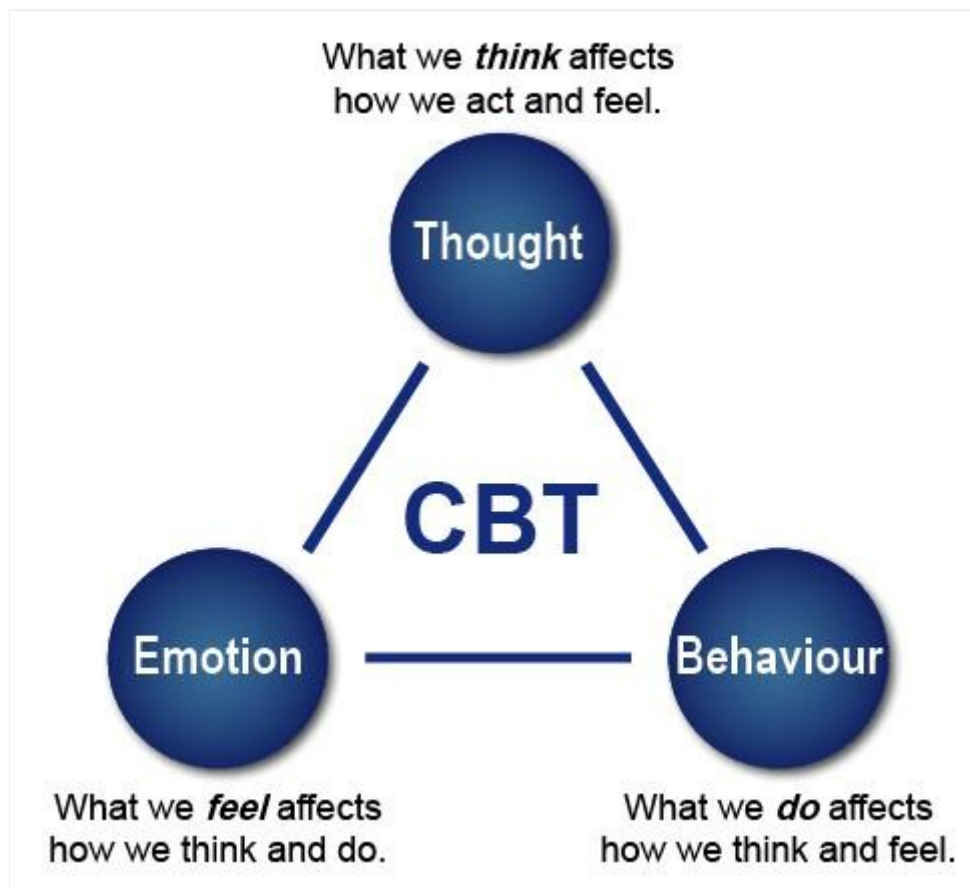 What we think affects
how we act and feel.
Thought
CBT
Emotion
Behaviour
What we feel affects
how we think and do.
What we do affects
how we think and feel.